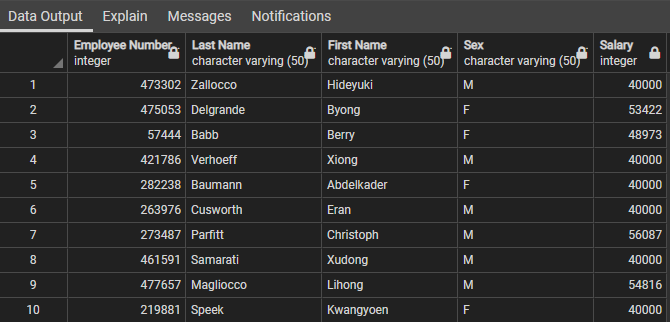 Data Output Explain Messages Notifications
Employee Number Last Name First Name Sex Salary
integer character varying (50) character varying (50) character varying (50) integer
1 473302 Zallocco Hideyuki M 40000
2 475053 Delgrande Byong F 53422
3 57444 Babb Berry F 48973
4 421786 Verhoeff Xiong M 40000
5 282238 Baumann Abdelkader F 40000
6 263976 Cusworth Eran M 40000
7 273487 Parfitt Christoph M 56087
8 461591 Samarati Xudong M 40000
9 477657 Magliocco Lihong M 54816
10 219881 Speek Kwangyoen F 40000